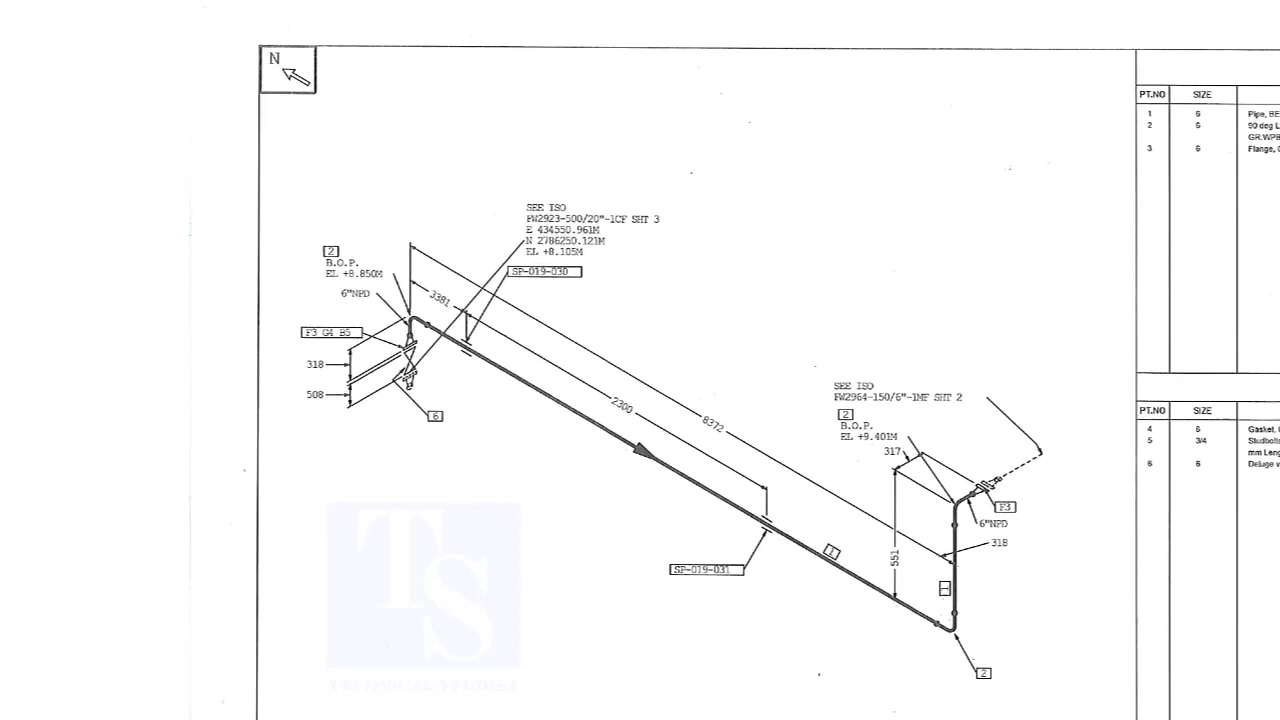 N
SEE ISO
FW2923-500/20"-1CF SHT 3
E 434550.961M
N 2786250.121M
EL +8.105M
SP-019-030
2
B.O.P.
EL +8.850M
6"NPD
F3 G4 B5
318
508
6
3381
2300
8372
SEE ISO
FW2964-150/6"-1MF SHT 2
2
B.O.P.
EL +9.401M
317
F3
6"NPD
318
551
1
1
SP-019-031
2
TS
PT.NO SIZE
1 6 Pipe, BE
2 6 90 deg L
GR.WPB
3 6 Flange,
PT.NO SIZE
4 6 Gasket,
5 3/4 Studbolts
mm Leng
6 6 Deluge v